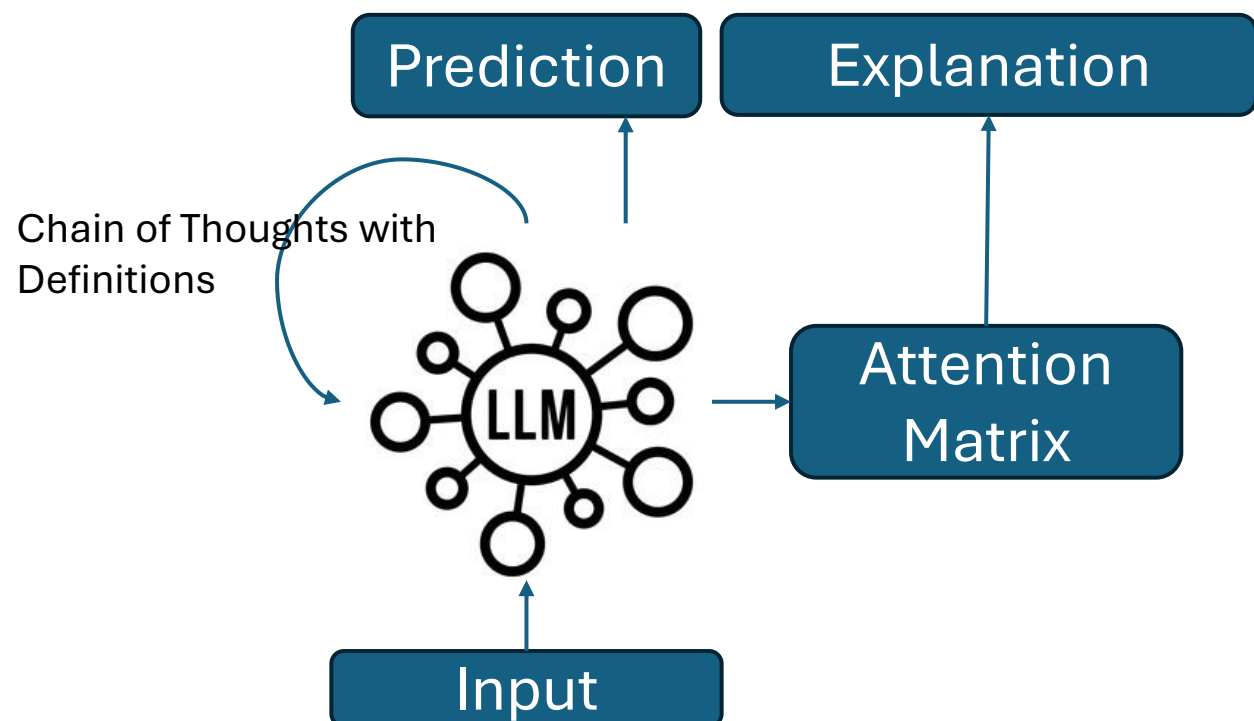 Prediction
Explanation
Chain of Thoughts with
Definitions
LLM
Attention
Matrix
Input